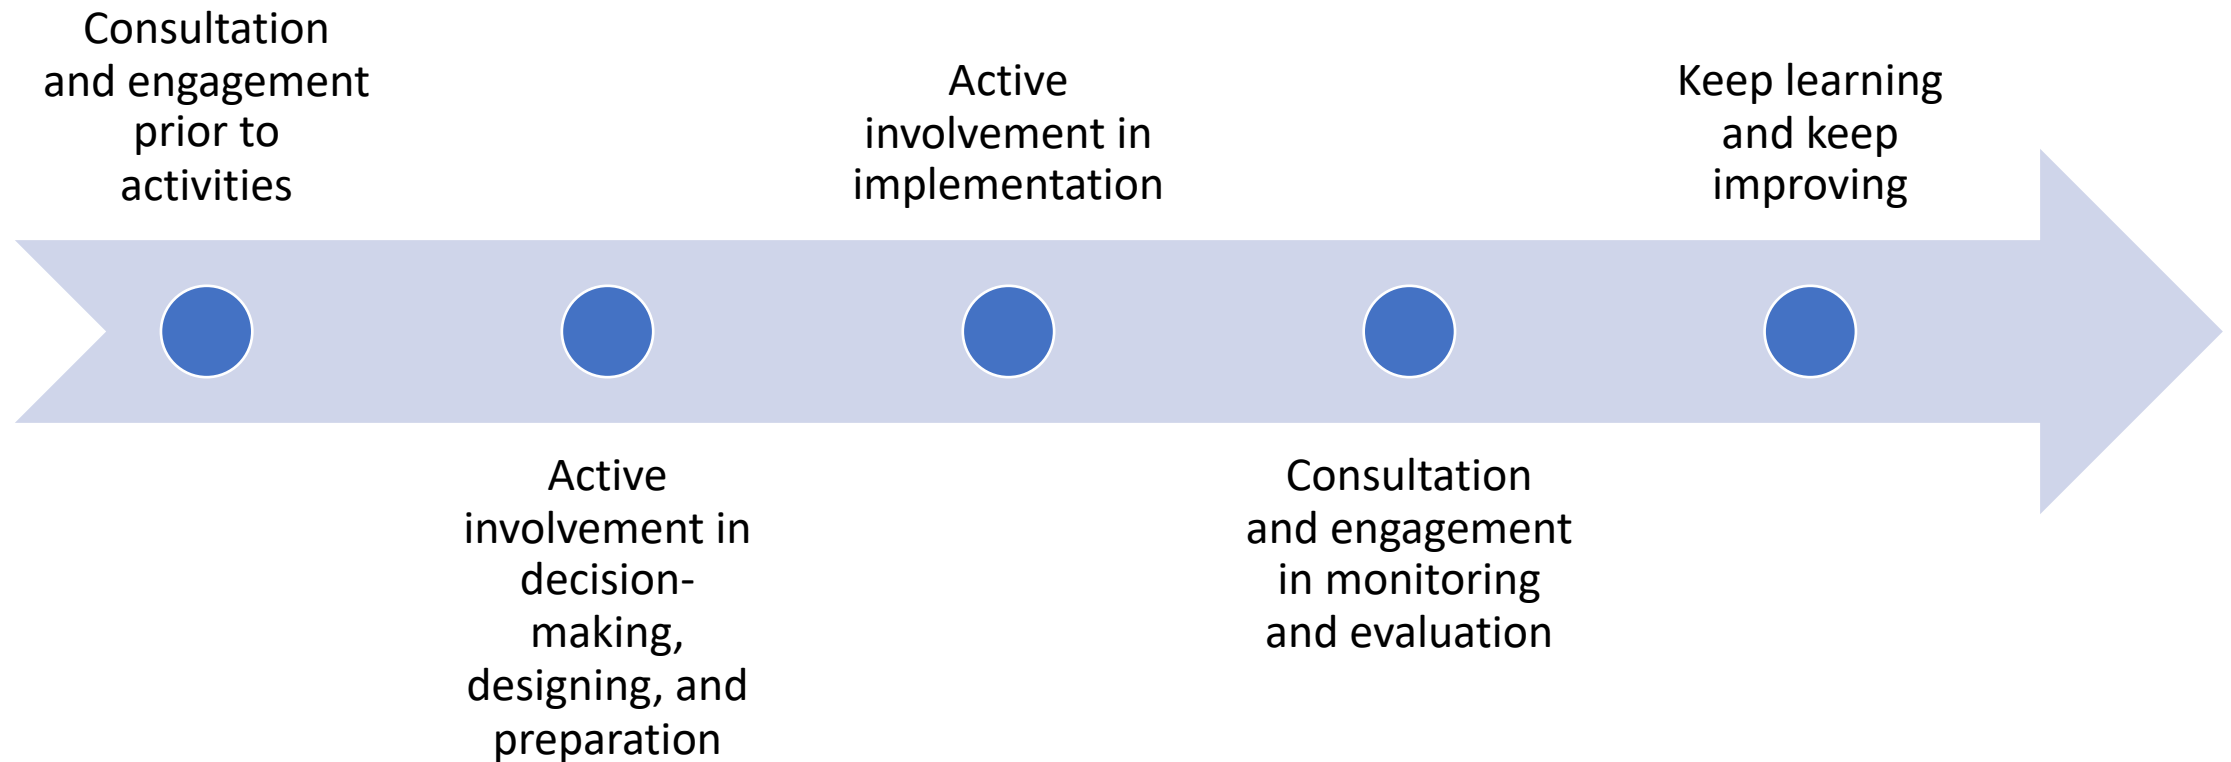 Consultation
and engagement
prior to
activities
Active
involvement in
decision-
making,
designing, and
preparation
Active
involvement in
implementation
Consultation
and engagement
in monitoring
and evaluation
Keep learning
and keep
improving